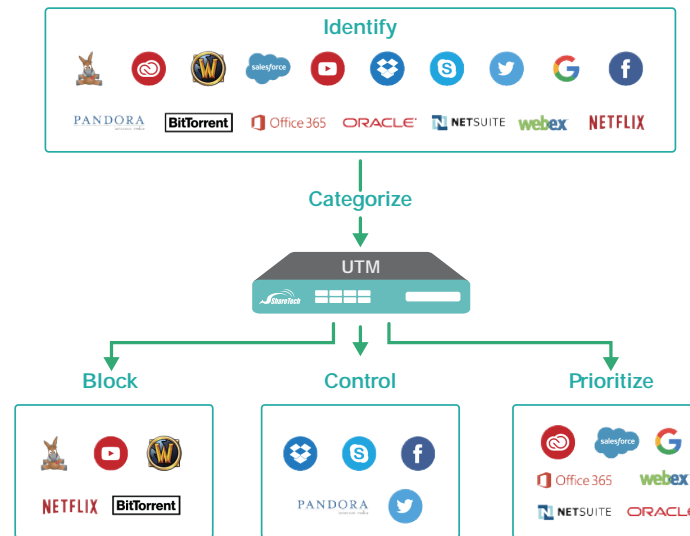 Identify
salesforce
W
S
G
f
PANDORA BitTorrent Office 365 ORACLE NETSUITE webex NETFLIX
Categorize
UTM
ShareTech
Block Control Prioritize
W S f salesforce G
Office 365 webex
NETFLIX BitTorrent PANDORA NETSUITE ORACLE